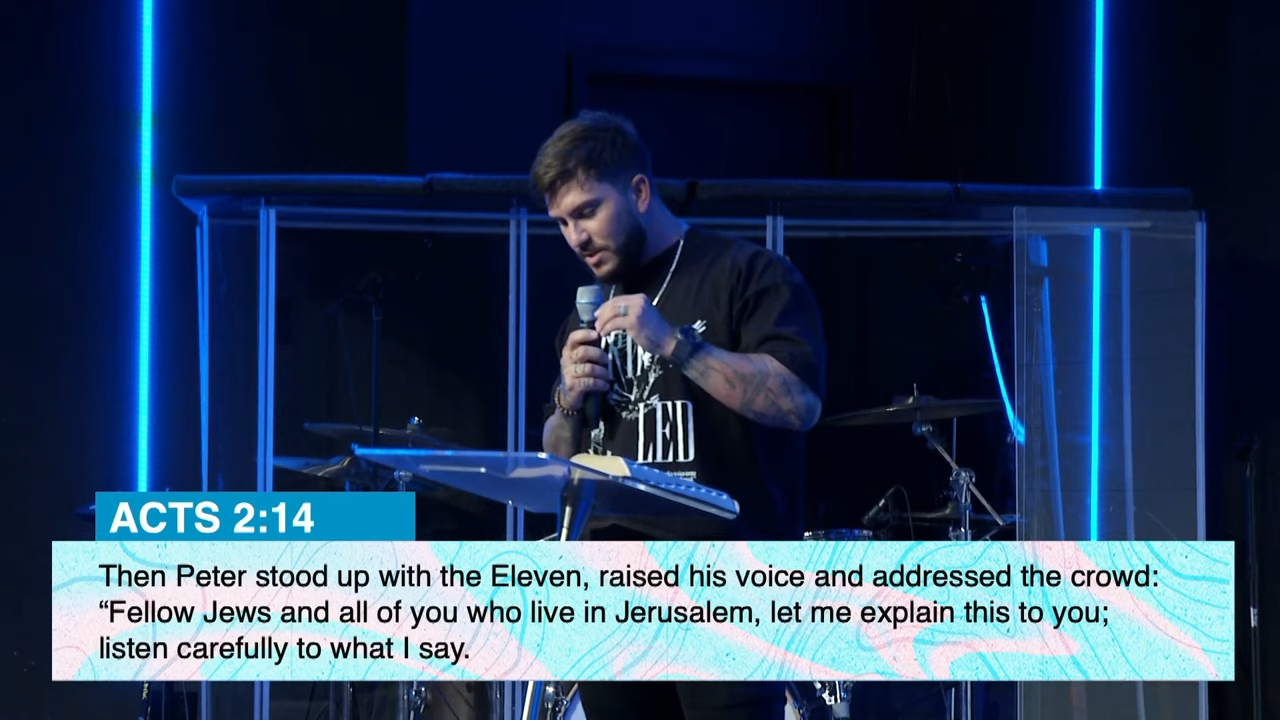 LED
ACTS 2:14
Then Peter stood up with the Eleven, raised his voice and addressed the crowd:
“Fellow Jews and all of you who live in Jerusalem, let me explain this to you;
listen carefully to what I say.